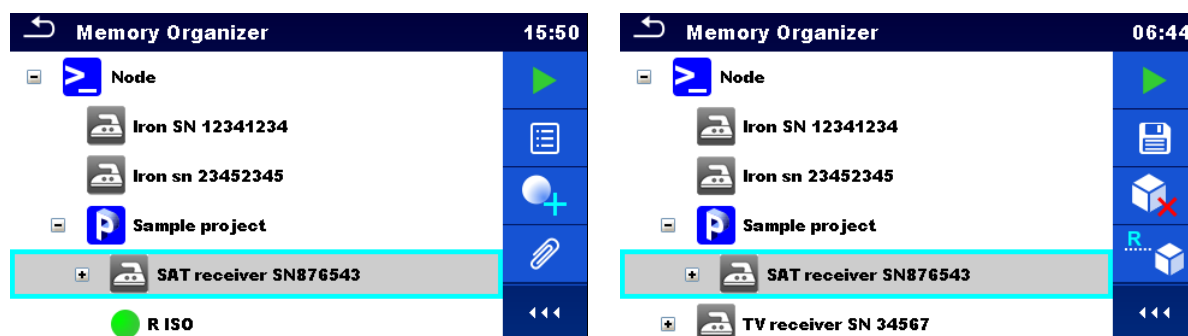 Memory Organizer 15:50
Node
Iron SN 12341234
Iron sn 23452345
Sample project
SAT receiver SN876543
R ISO
Memory Organizer 06:44
Node
Iron SN 12341234
Iron sn 23452345
Sample project
SAT receiver SN876543
TV receiver SN 34567
R